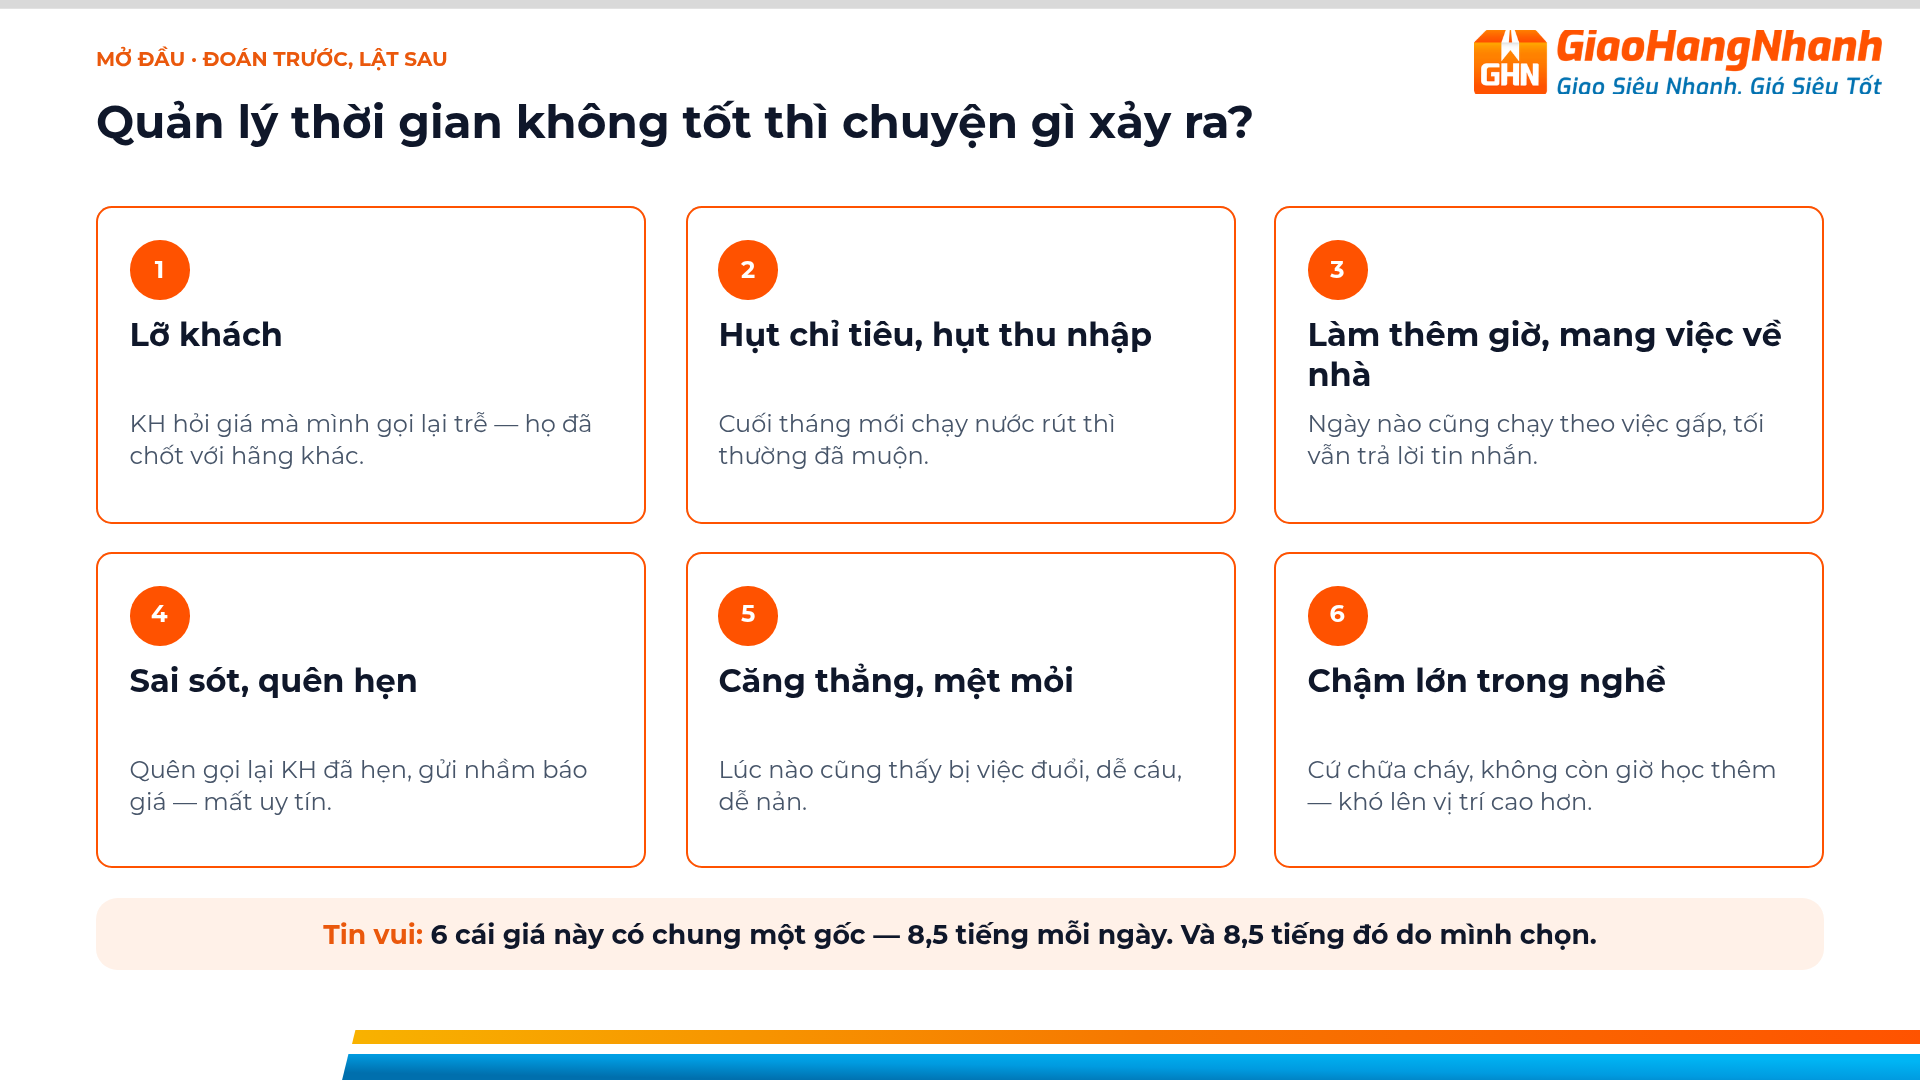 MỞ ĐẦU · ĐOÁN TRƯỚC, LẬT SAU
GHN
GiaoHangNhanh
Giao Siêu Nhanh. Giá Siêu Tốt
Quản lý thời gian không tốt thì chuyện gì xảy ra?
1
Lỡ khách
KH hỏi giá mà mình gọi lại trễ — họ đã
chốt với hãng khác.
2
Hụt chỉ tiêu, hụt thu nhập
Cuối tháng mới chạy nước rút thì
thường đã muộn.
3
Làm thêm giờ, mang việc về
nhà
Ngày nào cũng chạy theo việc gấp, tối
vẫn trả lời tin nhắn.
4
Sai sót, quên hẹn
Quên gọi lại KH đã hẹn, gửi nhầm báo
giá — mất uy tín.
5
Căng thẳng, mệt mỏi
Lúc nào cũng thấy bị việc đuổi, dễ cáu,
dễ nản.
6
Chậm lớn trong nghề
Cứ chữa cháy, không còn giờ học thêm
— khó lên vị trí cao hơn.
Tin vui: 6 cái giá này có chung một gốc — 8,5 tiếng mỗi ngày. Và 8,5 tiếng đó do mình chọn.